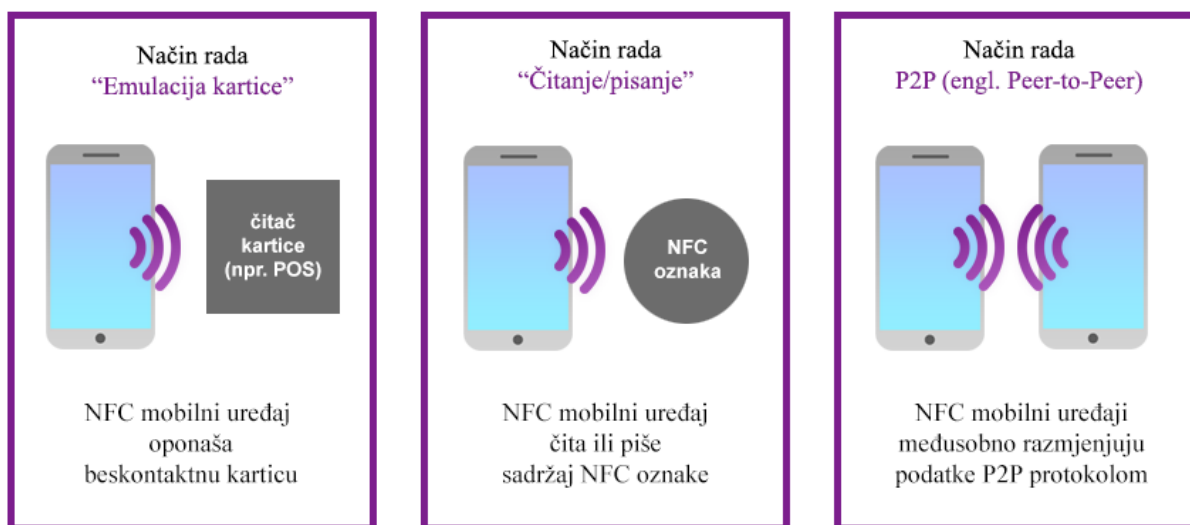 Način rada
“Emulacija kartice”
čitač
kartice
(npr. POS)
NFC mobilni uređaj
oponaša
beskontaktnu karticu
Način rada
“Čitanje/pisanje”
NFC
oznaka
NFC mobilni uređaj
čita ili piše
sadržaj NFC oznake
Način rada
P2P (engl. Peer-to-Peer)
NFC mobilni uređaji
međusobno razmjenjuju
podatke P2P protokolom